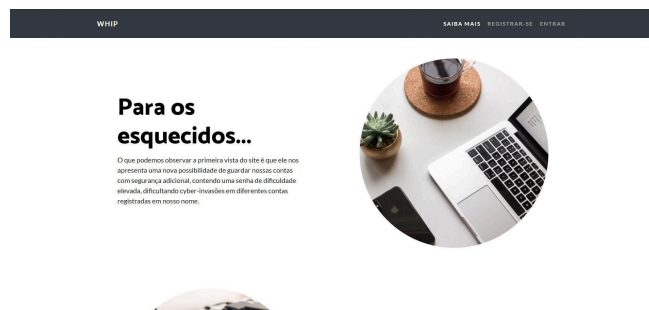 WHIP
SAIBA MAIS REGISTRAR-SE ENTRAR
Para os
esquecidos...
O que podemos observar a primeira vista do site é que ele nos
apresenta uma nova possibilidade de guardar nossas contas
com segurança adicional, contendo uma senha de dificuldade
elevada, dificultando cyber-invasões em diferentes contas
registradas em nosso nome.